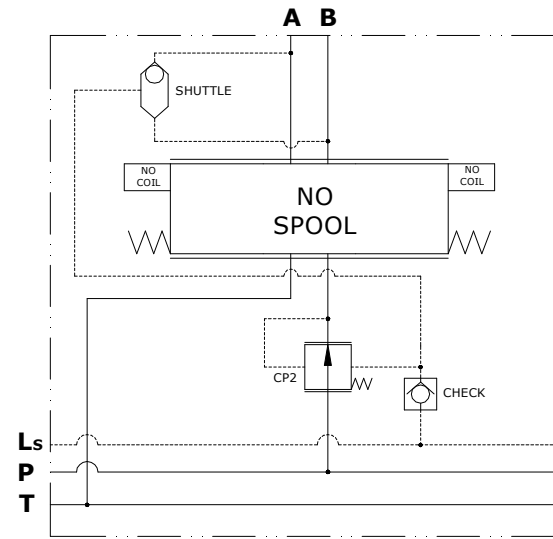 A B
SHUTTLE
NO
COIL
NO
SPOOL
NO
COIL
CP2
CHECK
Ls
P
T